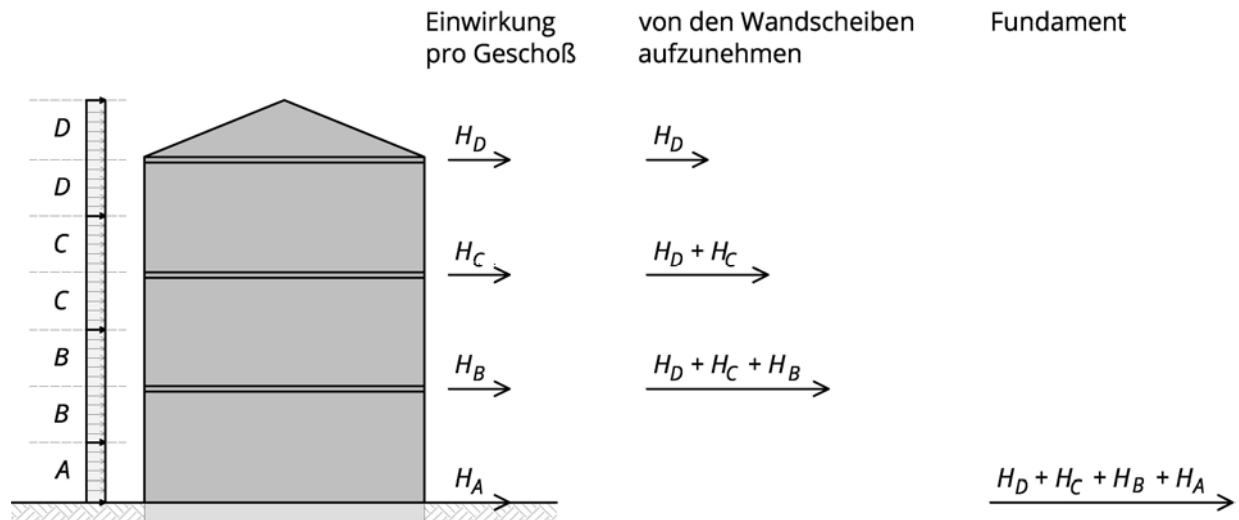 Einwirkung
pro Geschoß
von den Wandscheiben
aufzunehmen
Fundament
D
H_D
H_D
D
C
H_C
H_D + H_C
C
B
H_B
H_D + H_C + H_B
B
A
H_A
H_D + H_C + H_B + H_A